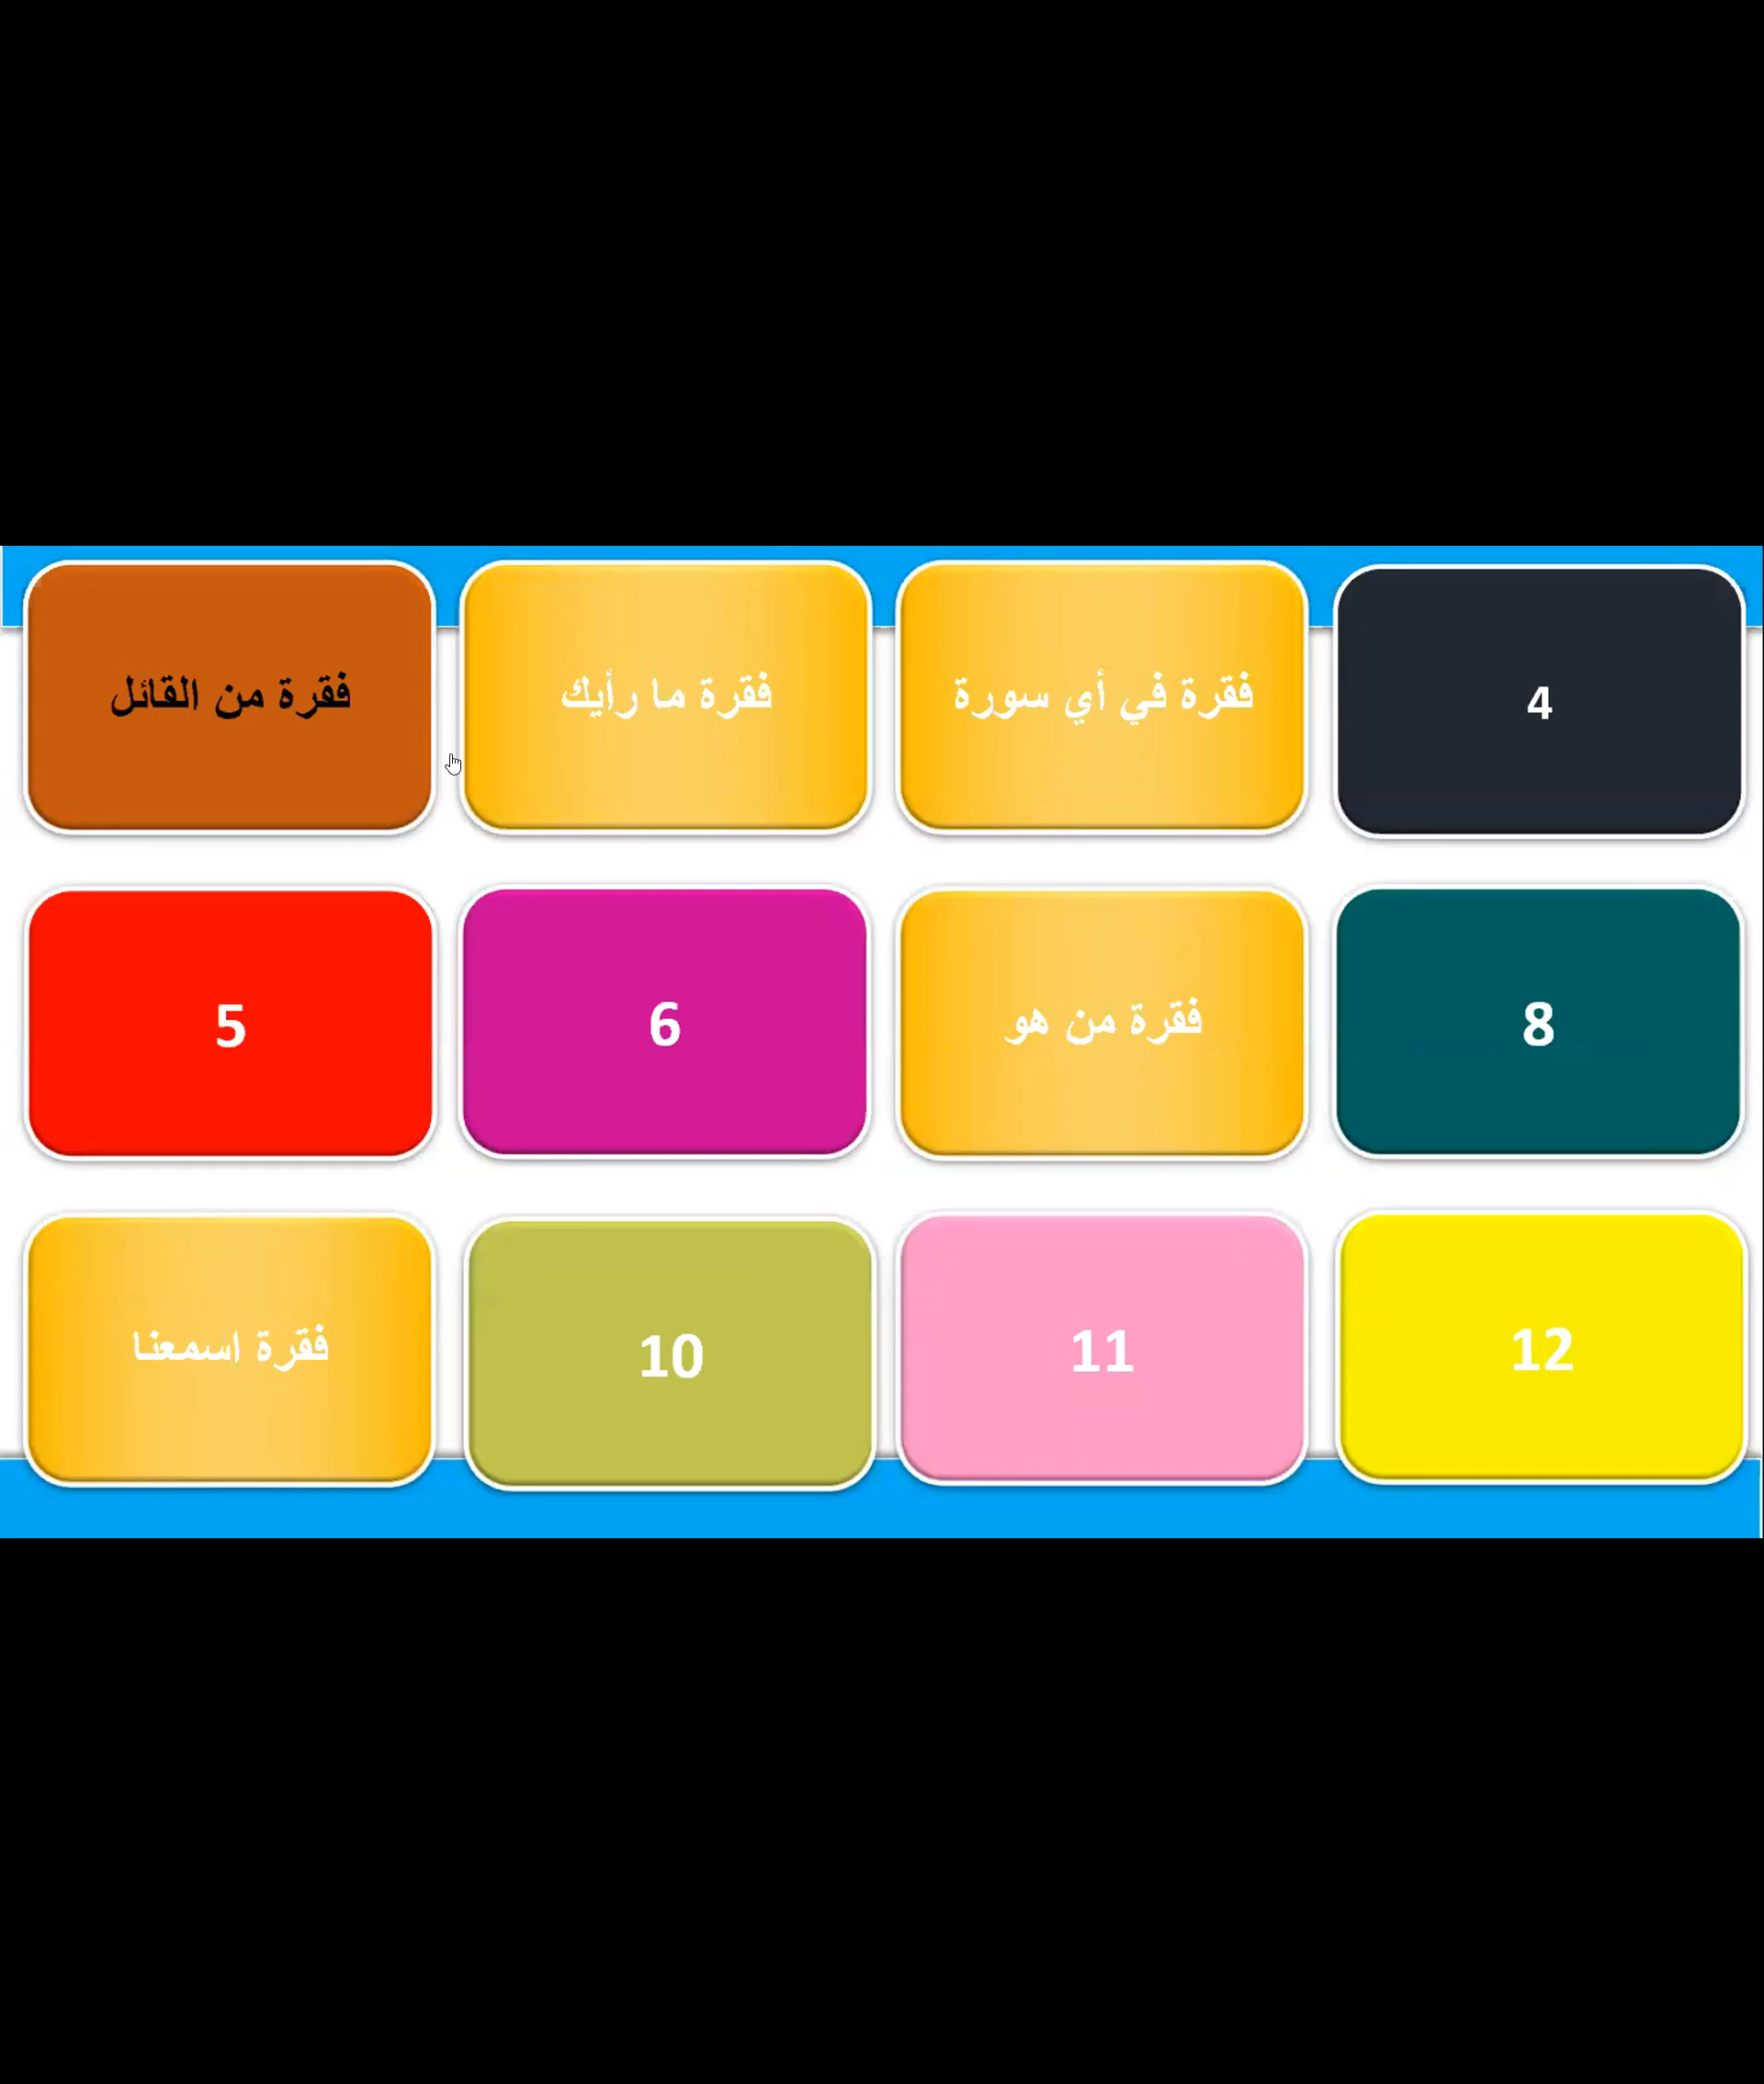 فقرة من القائل
فقرة ما رأيك
فقرة في أي سورة
4
5
6
فقرة من هو
8
فقرة اسمعنا
10
11
12